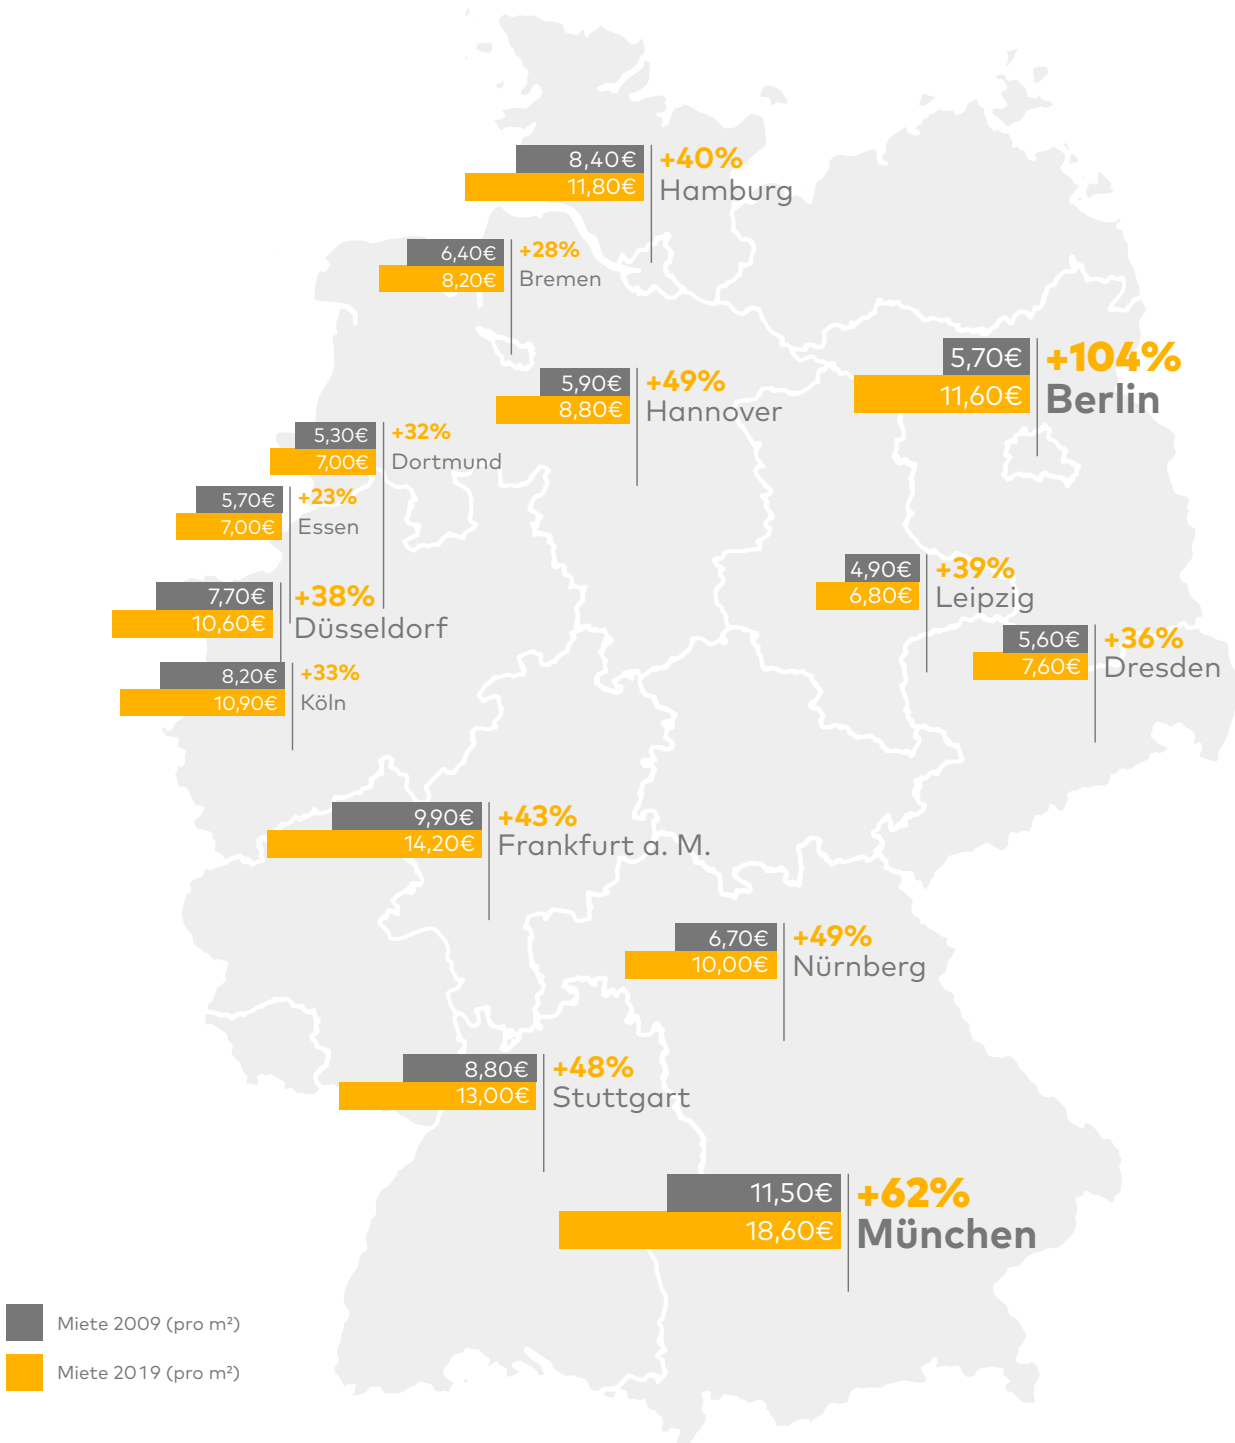 8,40€
11,80€
+40%
Hamburg
6,40€
8,20€
+28%
Bremen
5,70€
11,60€
+104%
Berlin
5,90€
8,80€
+49%
Hannover
5,30€
7,00€
+32%
Dortmund
5,70€
7,00€
+23%
Essen
4,90€
6,80€
+39%
Leipzig
7,70€
10,60€
+38%
Düsseldorf
5,60€
7,60€
+36%
Dresden
8,20€
10,90€
+33%
Köln
9,90€
14,20€
+43%
Frankfurt a. M.
6,70€
10,00€
+49%
Nürnberg
8,80€
13,00€
+48%
Stuttgart
11,50€
18,60€
+62%
München
Miete 2009 (pro m²)
Miete 2019 (pro m²)